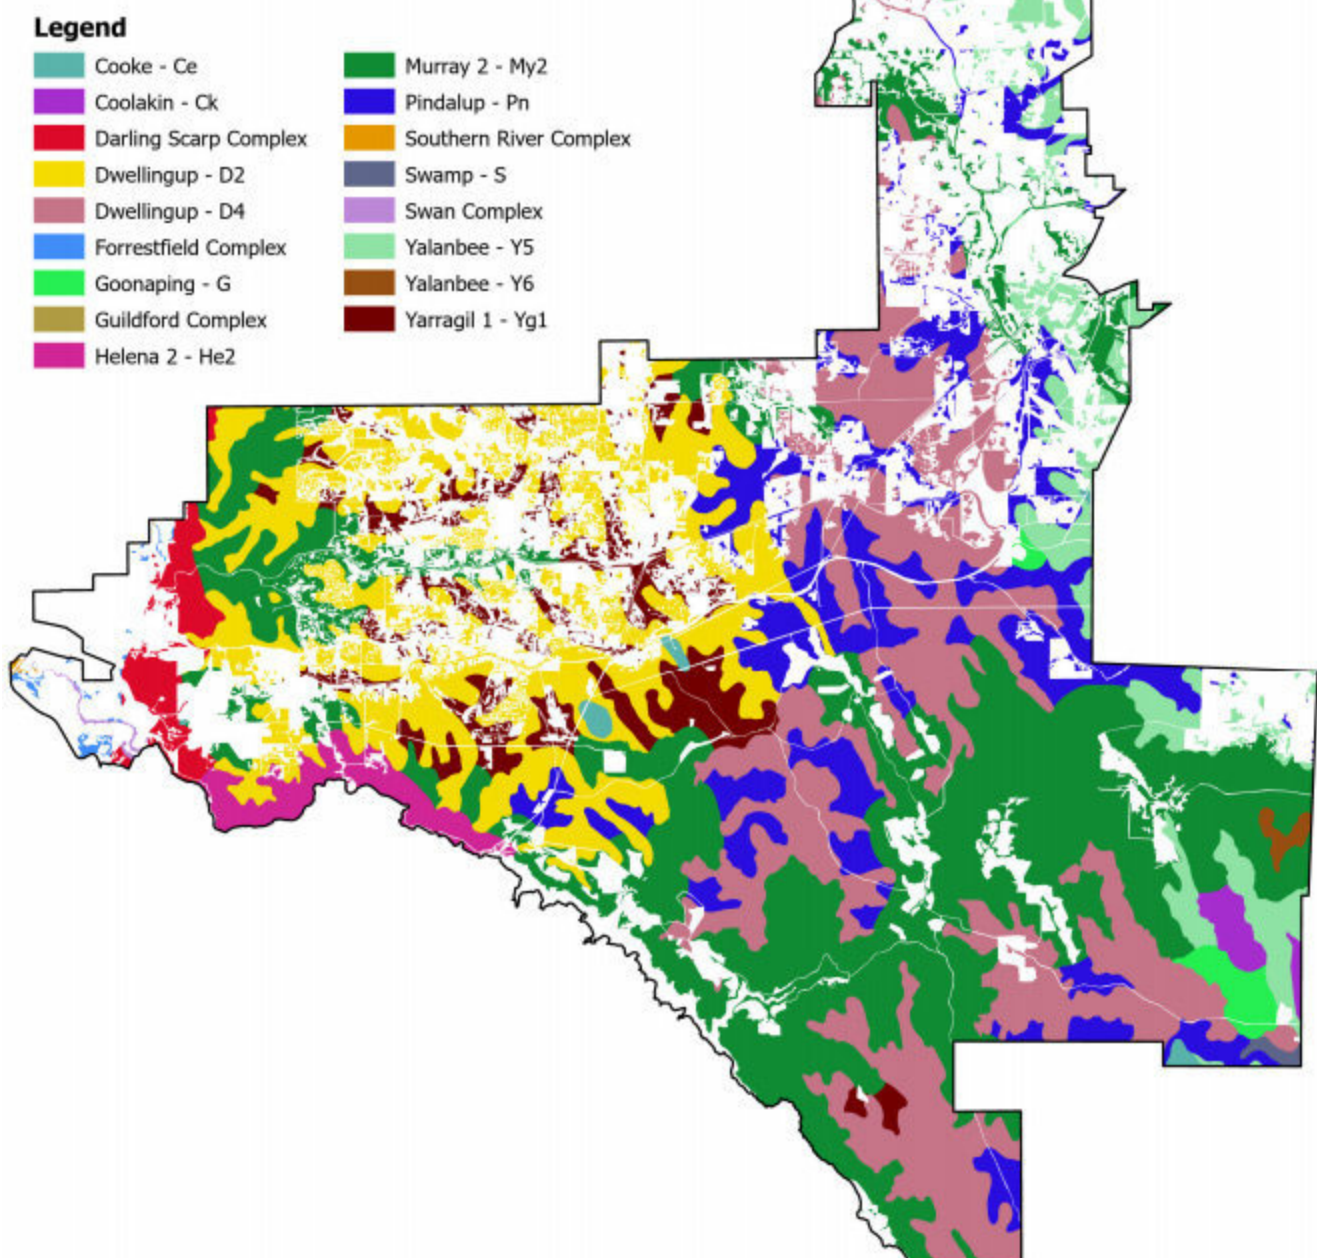 Legend
Cooke - Ce
Coolakin - Ck
Darling Scarp Complex
Dwellingup - D2
Dwellingup - D4
Forrestfield Complex
Goonaping - G
Guildford Complex
Helena 2 - He2
Murray 2 - My2
Pindalup - Pn
Southern River Complex
Swamp - S
Swan Complex
Yalanbee - Y5
Yalanbee - Y6
Yarragil 1 - Yg1